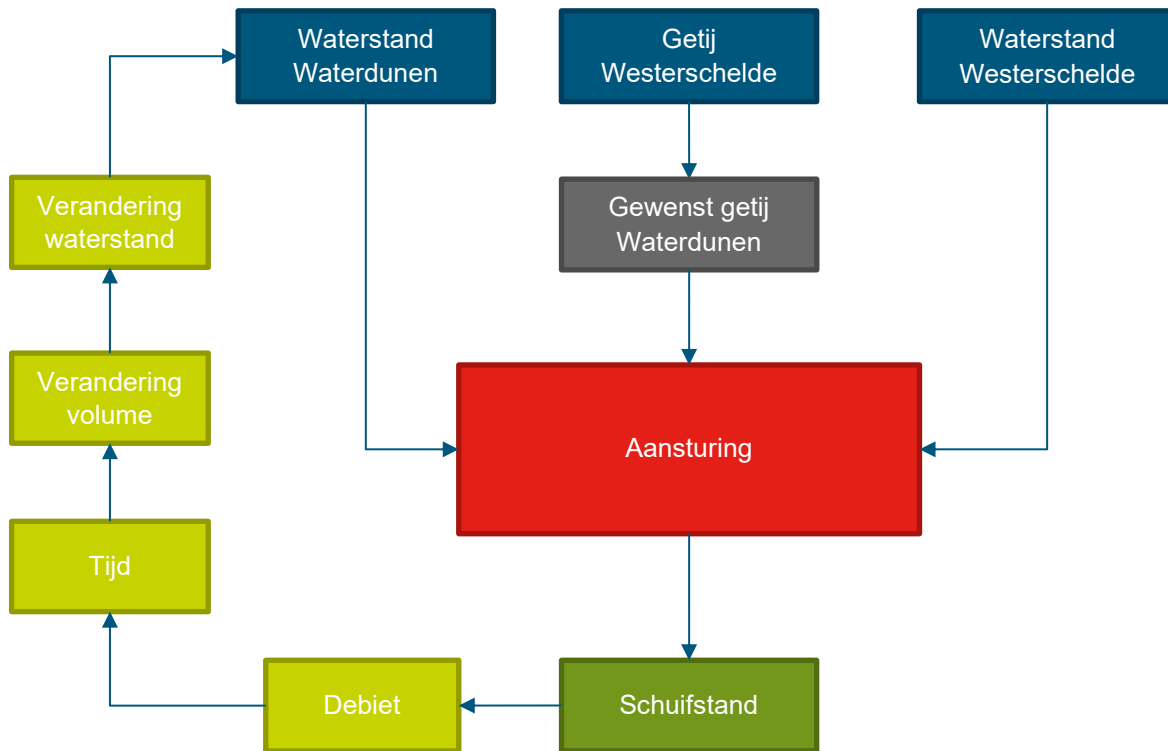 Waterstand
Waterdunen
Getij
Westerschelde
Waterstand
Westerschelde
Verandering
waterstand
Gewenst getij
Waterdunen
Verandering
volume
Aansturing
Tijd
Debiet
Schuifstand